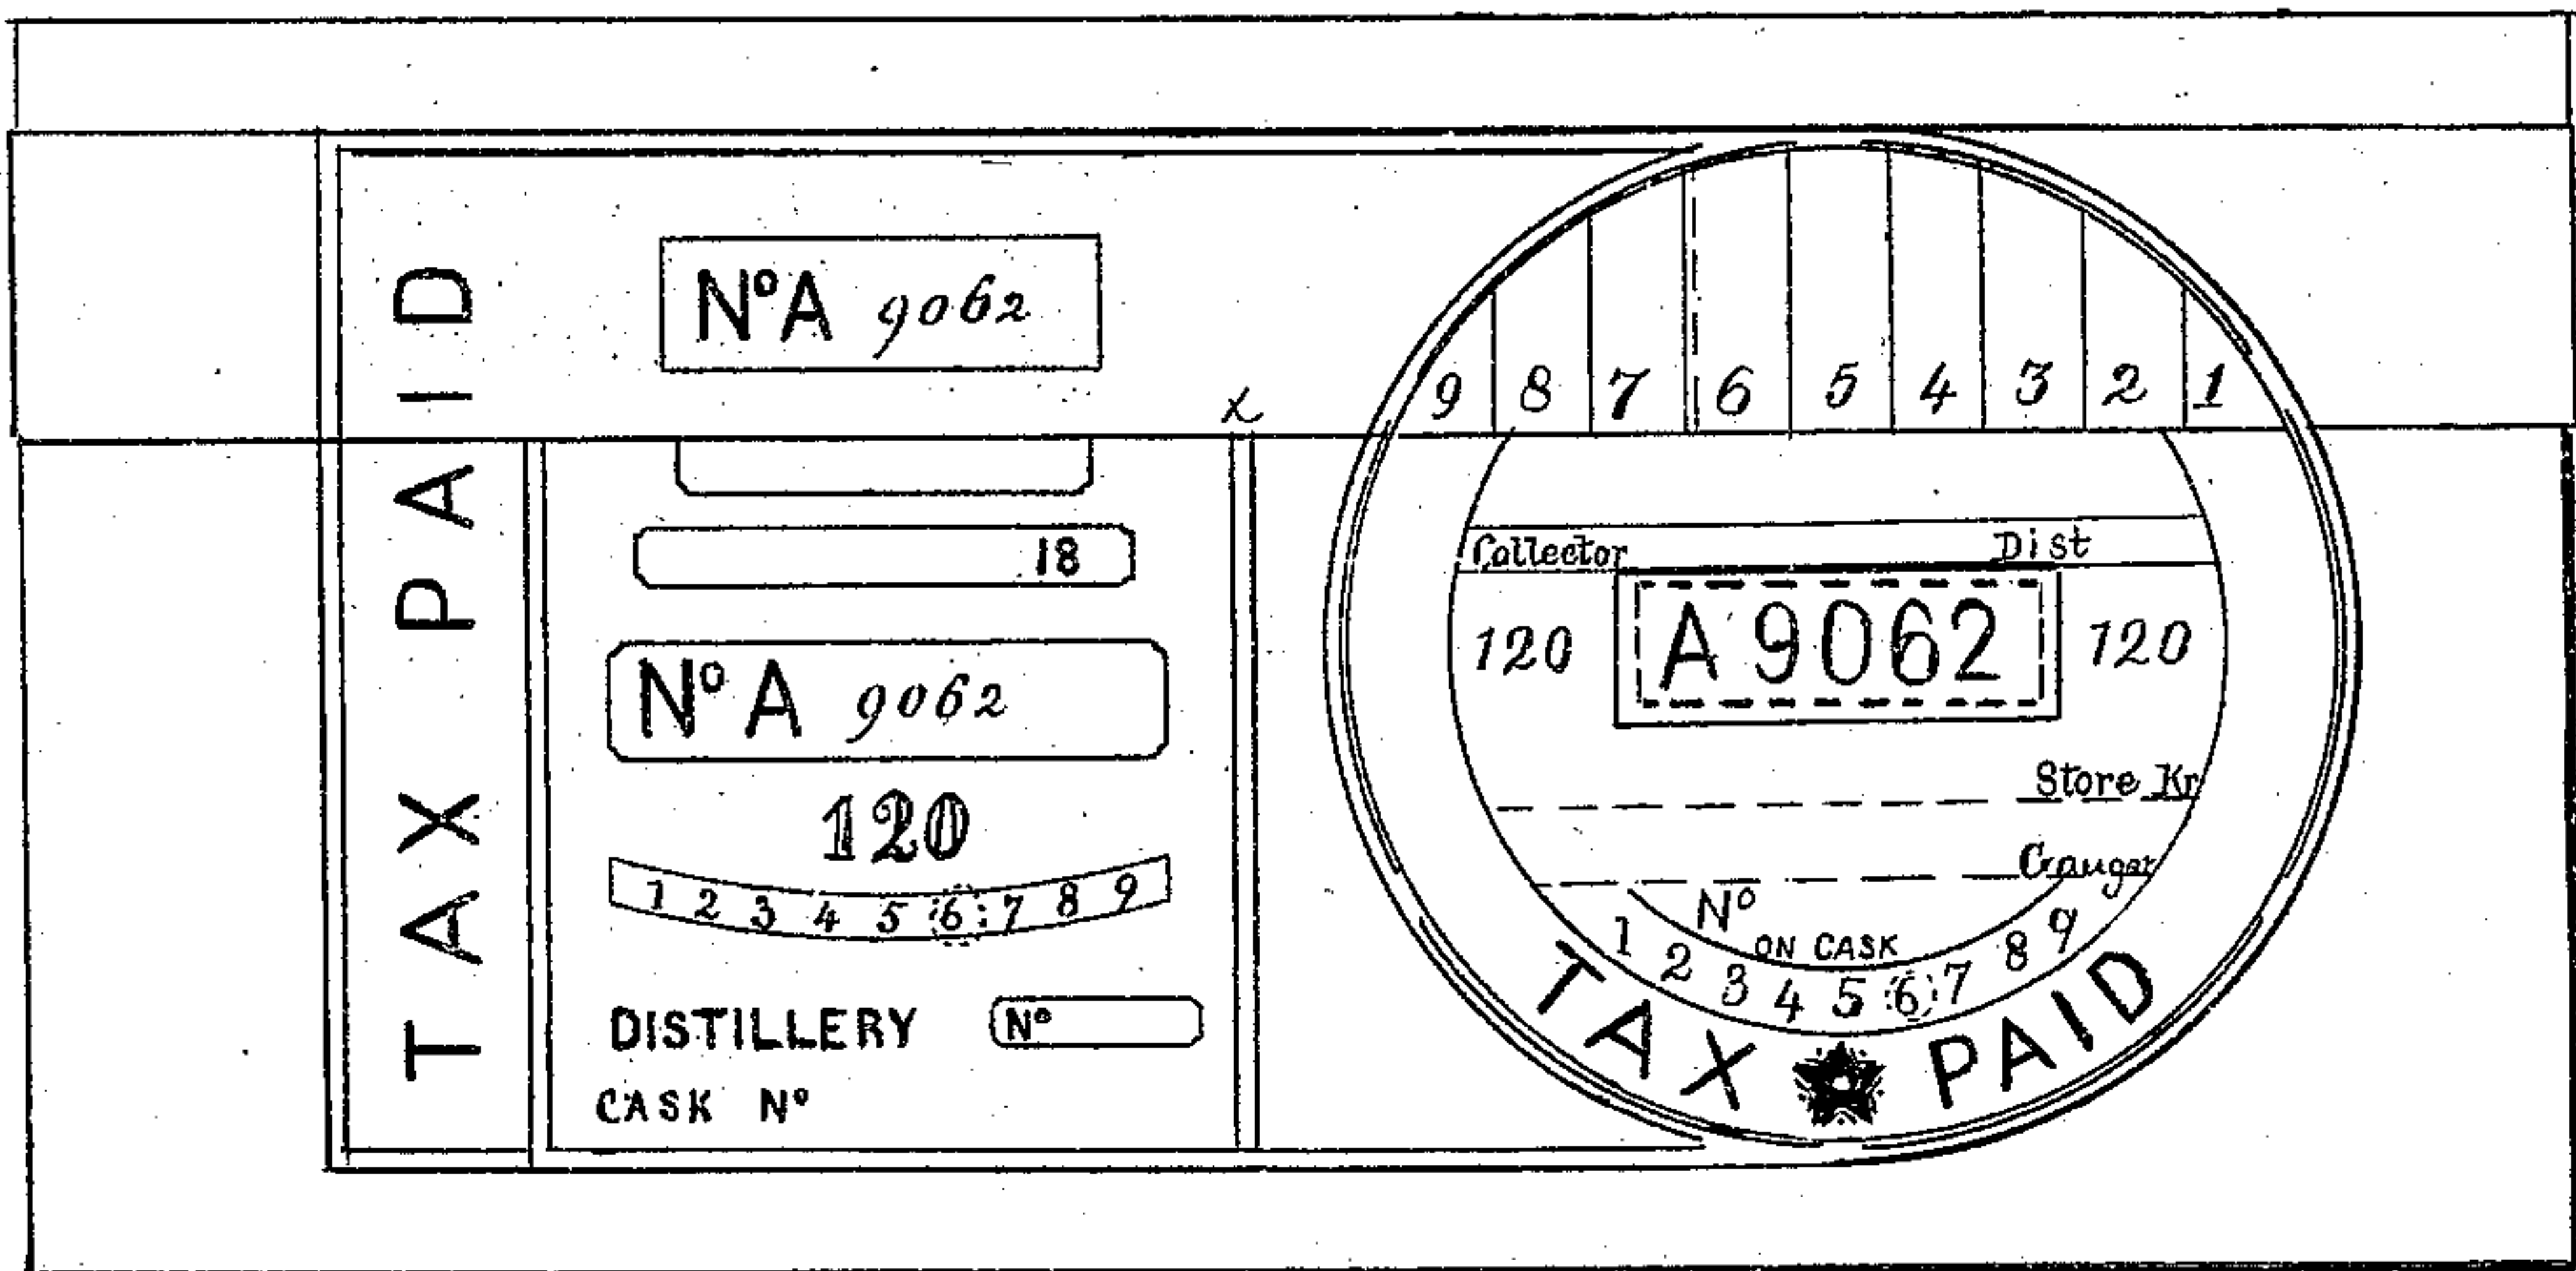 TAX PAID
Nº A 9062
x
9 8 7 6 5 4 3 2 1
18
Nº A 9062
120
1 2 3 4 5 6 7 8 9
DISTILLERY Nº
CASK Nº
Collector Dist
120 A 9062 120
Store Kr
Gauger
Nº
ON CASK
1 2 3 4 5 6 7 8 9
TAX PAID